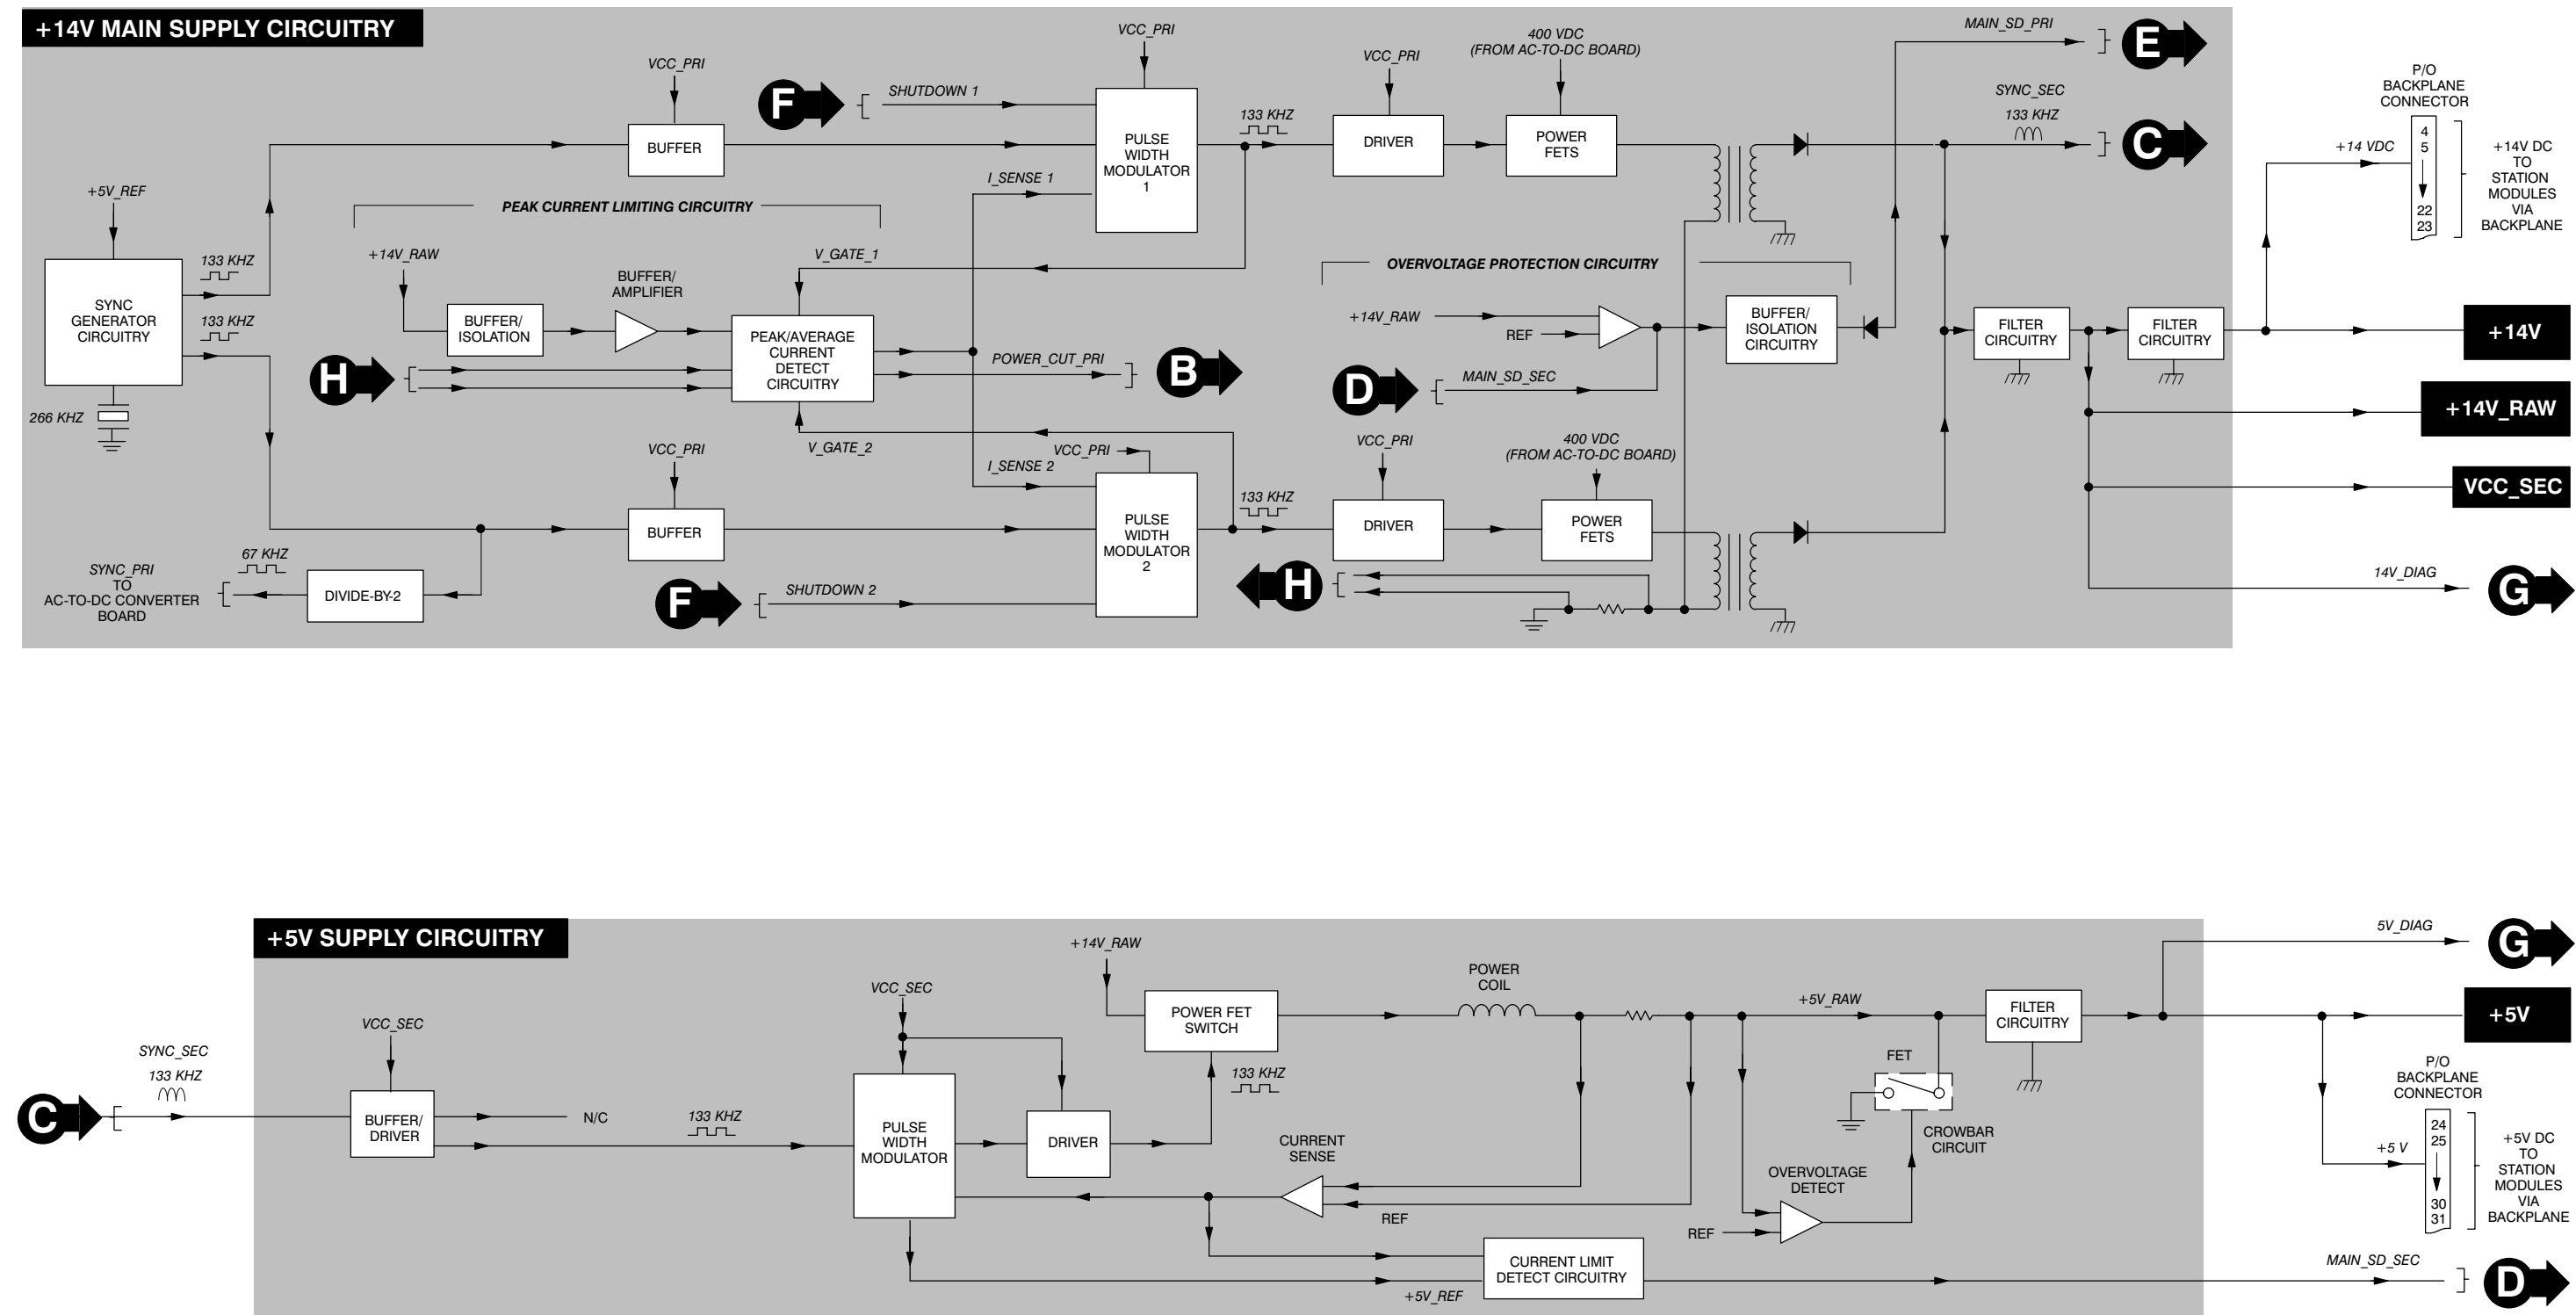 +14V MAIN SUPPLY CIRCUITRY
VCC_PRI
MAIN_SD_PRI
E
400 VDC
(FROM AC-TO-DC BOARD)
VCC_PRI
VCC_PRI
F
SHUTDOWN 1
BUFFER
PULSE
WIDTH
MODULATOR
1
133 KHZ
DRIVER
POWER
FETS
SYNC_SEC
133 KHZ
C
P/O
BACKPLANE
CONNECTOR
4
5
22
23
+14 VDC
+14V DC
TO
STATION
MODULES
VIA
BACKPLANE
+5V_REF
I_SENSE 1
PEAK CURRENT LIMITING CIRCUITRY
SYNC
GENERATOR
CIRCUITRY
133 KHZ
133 KHZ
266 KHZ
+14V_RAW
BUFFER/
ISOLATION
BUFFER/
AMPLIFIER
V_GATE_1
PEAK/AVERAGE
CURRENT
DETECT
CIRCUITRY
H
POWER_CUT_PRI
B
V_GATE_2
OVERVOLTAGE PROTECTION CIRCUITRY
+14V_RAW
REF
BUFFER/
ISOLATION
CIRCUITRY
D
MAIN_SD_SEC
FILTER
CIRCUITRY
FILTER
CIRCUITRY
+14V
+14V_RAW
VCC_SEC
14V_DIAG
G
VCC_PRI
BUFFER
I_SENSE 2
VCC_PRI
PULSE
WIDTH
MODULATOR
2
133 KHZ
VCC_PRI
DRIVER
400 VDC
(FROM AC-TO-DC BOARD)
POWER
FETS
H
F
SHUTDOWN 2
67 KHZ
DIVIDE-BY-2
SYNC_PRI
TO
AC-TO-DC CONVERTER
BOARD
+5V SUPPLY CIRCUITRY
C
SYNC_SEC
133 KHZ
VCC_SEC
BUFFER/
DRIVER
N/C
133 KHZ
VCC_SEC
PULSE
WIDTH
MODULATOR
DRIVER
+14V_RAW
POWER FET
SWITCH
133 KHZ
POWER
COIL
CURRENT
SENSE
REF
+5V_REF
CURRENT LIMIT
DETECT CIRCUITRY
+5V_RAW
FET
CROWBAR
CIRCUIT
OVERVOLTAGE
DETECT
REF
FILTER
CIRCUITRY
5V_DIAG
G
+5V
P/O
BACKPLANE
CONNECTOR
24
25
30
31
+5 V
+5V DC
TO
STATION
MODULES
VIA
BACKPLANE
MAIN_SD_SEC
D